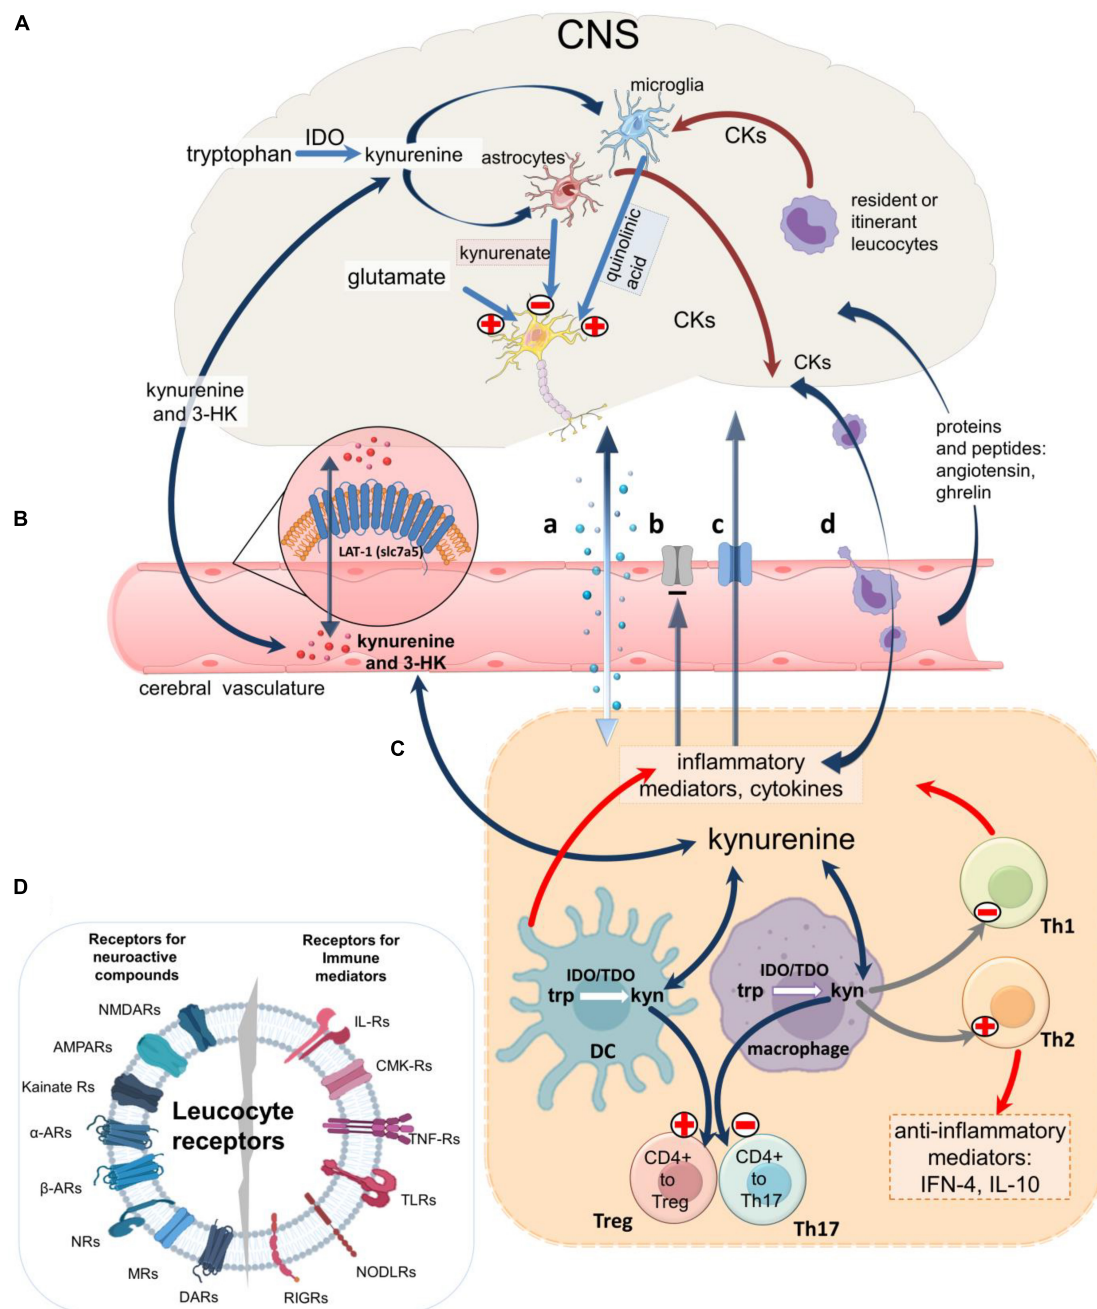 A
CNS
microglia
IDO
tryptophan
kynurenine
astrocytes
CKs
resident or
itinerant
leucocytes
kynurenate
quinolinic
acid
glutamate
CKs
CKs
kynurenine
and 3-HK
proteins
and peptides:
angiotensin,
ghrelin
B
a
b
c
d
LAT-1 (slc7a5)
kynurenine
and 3-HK
cerebral vasculature
C
inflammatory
mediators, cytokines
kynurenine
Th1
IDO/TDO
trp
kyn
DC
IDO/TDO
trp
kyn
macrophage
Th2
anti-inflammatory
mediators:
IFN-4, IL-10
CD4+
to
Treg
Treg
CD4+
to
Th17
Th17
D
Receptors for
neuroactive
compounds
Receptors for
Immune
mediators
NMDARs
AMPARs
Kainate Rs
α-ARs
β-ARs
NRs
MRs
DARs
Leucocyte
receptors
IL-Rs
CMK-Rs
TNF-Rs
TLRs
NODLRs
RIGRs